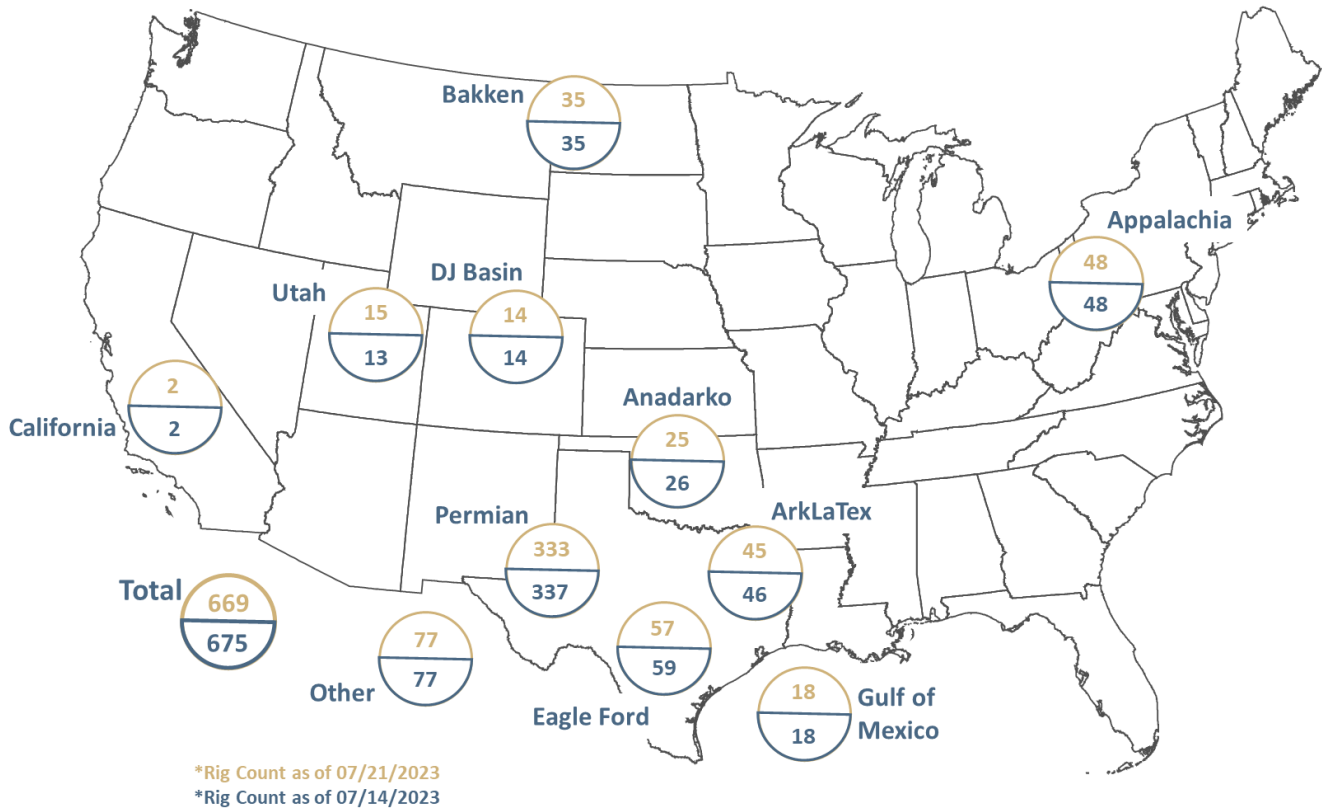 Bakken
35
35
Appalachia
48
48
DJ Basin
14
14
Utah
15
13
California
2
2
Anadarko
25
26
ArkLaTex
45
46
Permian
333
337
Total
669
675
Other
77
77
Eagle Ford
57
59
Gulf of
Mexico
18
18
*Rig Count as of 07/21/2023
*Rig Count as of 07/14/2023